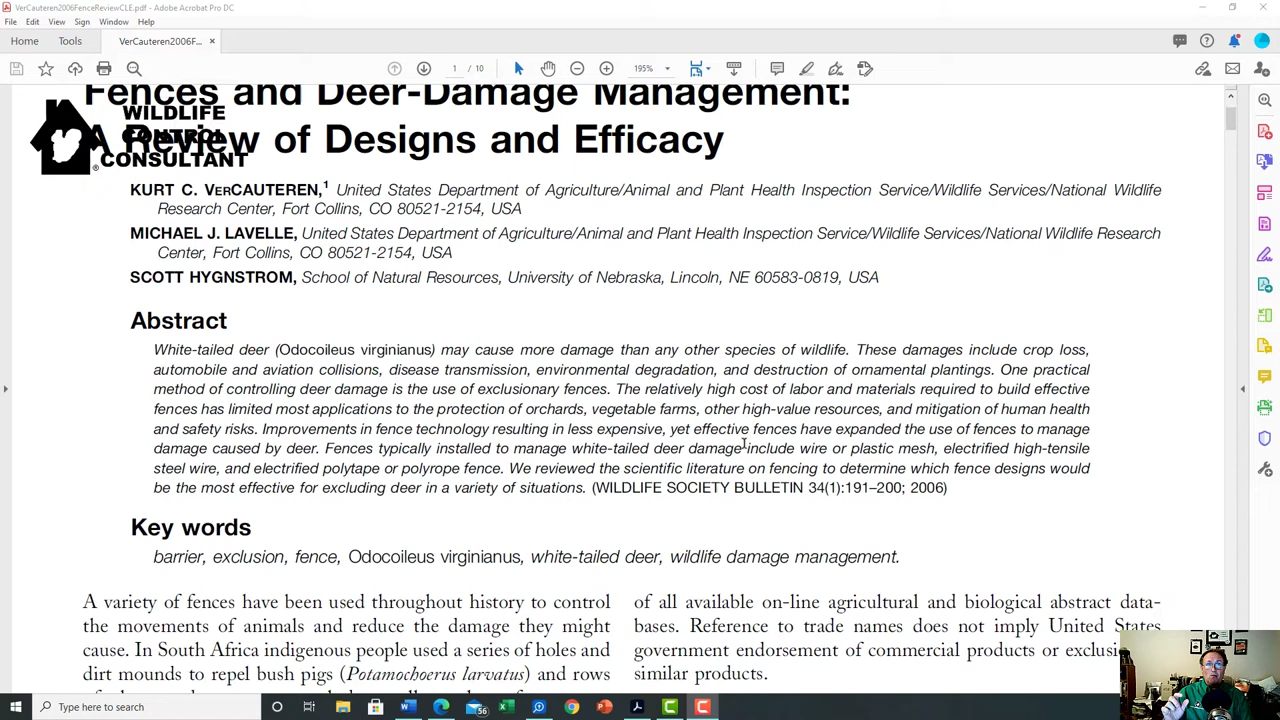 VerCauteren2006FenceReviewCLE.pdf - Adobe Acrobat Pro DC
File Edit View Sign Window Help
Home Tools VerCauteren2006F... ×
1 / 10 195%
Fences and Deer-Damage Management:
A Review of Designs and Efficacy
WILDLIFE
CONTROL
CONSULTANT
®
KURT C. VERCAUTEREN,1 United States Department of Agriculture/Animal and Plant Health Inspection Service/Wildlife Services/National Wildlife
Research Center, Fort Collins, CO 80521-2154, USA
MICHAEL J. LAVELLE, United States Department of Agriculture/Animal and Plant Health Inspection Service/Wildlife Services/National Wildlife Research
Center, Fort Collins, CO 80521-2154, USA
SCOTT HYGNSTROM, School of Natural Resources, University of Nebraska, Lincoln, NE 60583-0819, USA
Abstract
White-tailed deer (Odocoileus virginianus) may cause more damage than any other species of wildlife. These damages include crop loss,
automobile and aviation collisions, disease transmission, environmental degradation, and destruction of ornamental plantings. One practical
method of controlling deer damage is the use of exclusionary fences. The relatively high cost of labor and materials required to build effective
fences has limited most applications to the protection of orchards, vegetable farms, other high-value resources, and mitigation of human health
and safety risks. Improvements in fence technology resulting in less expensive, yet effective fences have expanded the use of fences to manage
damage caused by deer. Fences typically installed to manage white-tailed deer damage include wire or plastic mesh, electrified high-tensile
steel wire, and electrified polytape or polyrope fence. We reviewed the scientific literature on fencing to determine which fence designs would
be the most effective for excluding deer in a variety of situations. (WILDLIFE SOCIETY BULLETIN 34(1):191–200; 2006)
Key words
barrier, exclusion, fence, Odocoileus virginianus, white-tailed deer, wildlife damage management.
A variety of fences have been used throughout history to control
the movements of animals and reduce the damage they might
cause. In South Africa indigenous people used a series of holes and
dirt mounds to repel bush pigs (Potamochoerus larvatus) and rows
of all available on-line agricultural and biological abstract data-
bases. Reference to trade names does not imply United States
government endorsement of commercial products or exclusi
similar products.
Type here to search
56